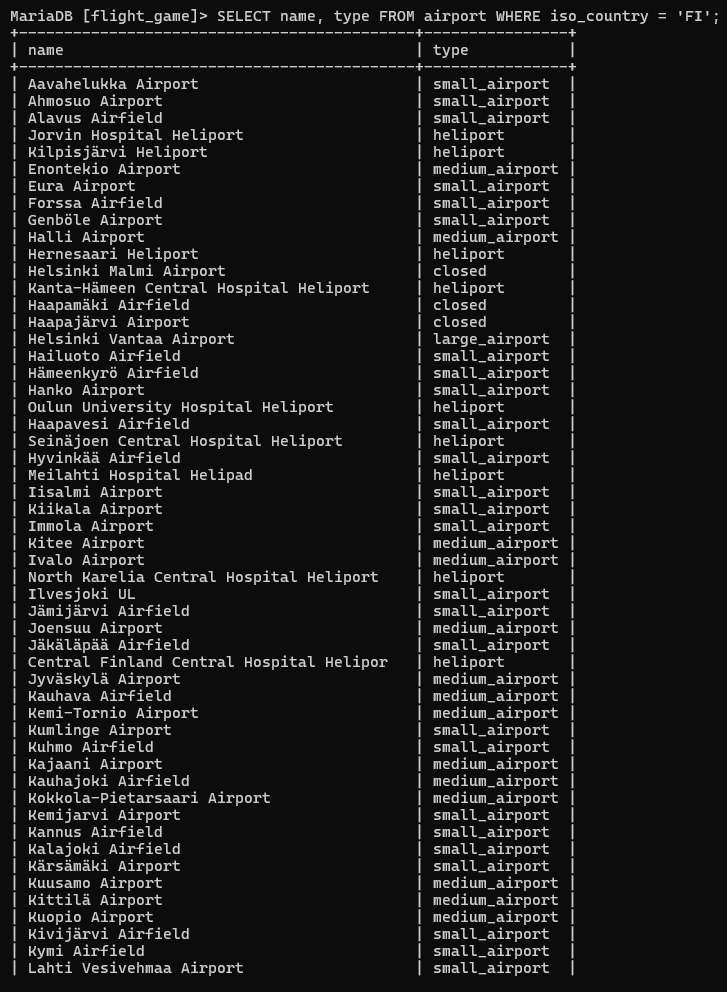 MariaDB [flight_game]> SELECT name, type FROM airport WHERE iso_country = 'FI';
+--------------------------------------------+----------------+
| name                                       | type           |
+--------------------------------------------+----------------+
| Aavahelukka Airport                        | small_airport  |
| Ahmosuo Airport                            | small_airport  |
| Alavus Airfield                            | small_airport  |
| Jorvin Hospital Heliport                   | heliport       |
| Kilpisjärvi Heliport                       | heliport       |
| Enontekio Airport                          | medium_airport |
| Eura Airport                               | small_airport  |
| Forssa Airfield                            | small_airport  |
| Genböle Airport                            | small_airport  |
| Halli Airport                              | medium_airport |
| Hernesaari Heliport                        | heliport       |
| Helsinki Malmi Airport                     | closed         |
| Kanta-Hämeen Central Hospital Heliport     | heliport       |
| Haapamäki Airfield                         | closed         |
| Haapajärvi Airport                         | closed         |
| Helsinki Vantaa Airport                    | large_airport  |
| Hailuoto Airfield                          | small_airport  |
| Hämeenkyrö Airfield                        | small_airport  |
| Hanko Airport                              | small_airport  |
| Oulun University Hospital Heliport         | heliport       |
| Haapavesi Airfield                         | small_airport  |
| Seinäjoen Central Hospital Heliport        | heliport       |
| Hyvinkää Airfield                          | small_airport  |
| Meilahti Hospital Helipad                  | heliport       |
| Iisalmi Airport                            | small_airport  |
| Kiikala Airport                            | small_airport  |
| Immola Airport                             | small_airport  |
| Kitee Airport                              | medium_airport |
| Ivalo Airport                              | medium_airport |
| North Karelia Central Hospital Heliport    | heliport       |
| Ilvesjoki UL                               | small_airport  |
| Jämijärvi Airfield                         | small_airport  |
| Joensuu Airport                            | medium_airport |
| Jäkäläpää Airfield                         | small_airport  |
| Central Finland Central Hospital Helipor   | heliport       |
| Jyväskylä Airport                          | medium_airport |
| Kauhava Airfield                           | medium_airport |
| Kemi-Tornio Airport                        | medium_airport |
| Kumlinge Airport                           | small_airport  |
| Kuhmo Airfield                             | small_airport  |
| Kajaani Airport                            | medium_airport |
| Kauhajoki Airfield                         | medium_airport |
| Kokkola-Pietarsaari Airport                | medium_airport |
| Kemijarvi Airport                          | small_airport  |
| Kannus Airfield                            | small_airport  |
| Kalajoki Airfield                          | small_airport  |
| Kärsämäki Airport                          | small_airport  |
| Kuusamo Airport                            | medium_airport |
| Kittilä Airport                            | medium_airport |
| Kuopio Airport                             | medium_airport |
| Kivijärvi Airfield                         | small_airport  |
| Kymi Airfield                              | small_airport  |
| Lahti Vesivehmaa Airport                   | small_airport  |